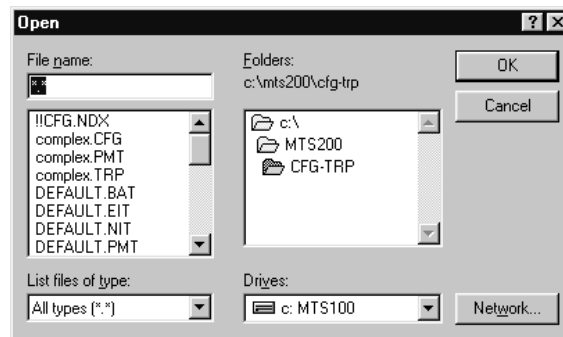 Open
File name:
*.*
!!CFG.NDX
complex.CFG
complex.PMT
complex.TRP
DEFAULT.BAT
DEFAULT.EIT
DEFAULT.NIT
DEFAULT.PMT
List files of type:
All types (*.*)
Folders:
c:\mts200\cfg-trp
c:\
MTS200
CFG-TRP
Drives:
c: MTS100
OK
Cancel
Network...